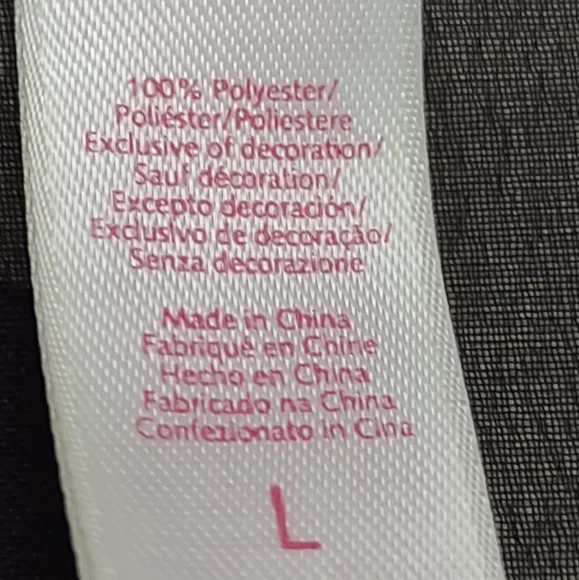 100% Polyester/
Poliéster/Poliestere
Exclusive of decoration/
Sauf décoration/
Excepto decoración/
Exclusivo de decoração/
Senza decorazione
Made in China
Fabriqué en Chine
Hecho en China
Fabricado na China
Confezionato in Cina
L